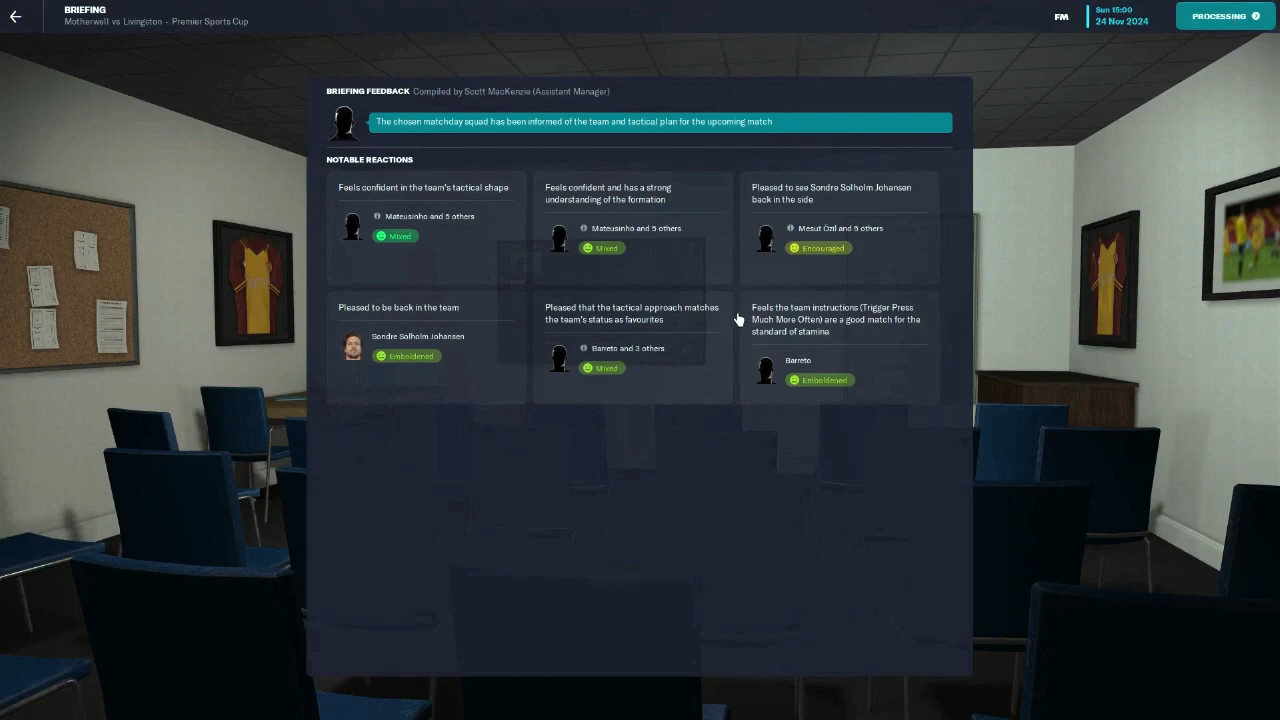 BRIEFING
Motherwell vs Livingston - Premier Sports Cup
FM
Sun 15:00
24 Nov 2024
PROCESSING
BRIEFING FEEDBACK Compiled by Scott MacKenzie (Assistant Manager)
The chosen matchday squad has been informed of the team and tactical plan for the upcoming match
NOTABLE REACTIONS
Feels confident in the team's tactical shape
Mateusinho and 5 others
Mixed
Feels confident and has a strong
understanding of the formation
Mateusinho and 5 others
Mixed
Pleased to see Sondre Solholm Johansen
back in the side
Mesut Özil and 5 others
Encouraged
Pleased to be back in the team
Sondre Solholm Johansen
Emboldened
Pleased that the tactical approach matches
the team's status as favourites
Barreto and 3 others
Mixed
Feels the team instructions (Trigger Press
Much More Often) are a good match for the
standard of stamina
Barreto
Emboldened